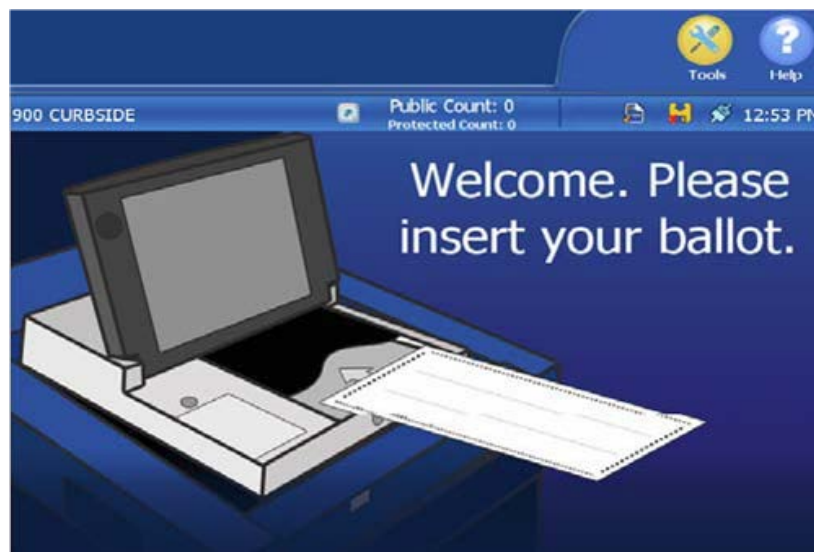 Tools Help
900 CURBSIDE Public Count: 0 12:53 PM
Protected Count: 0
Welcome. Please
insert your ballot.